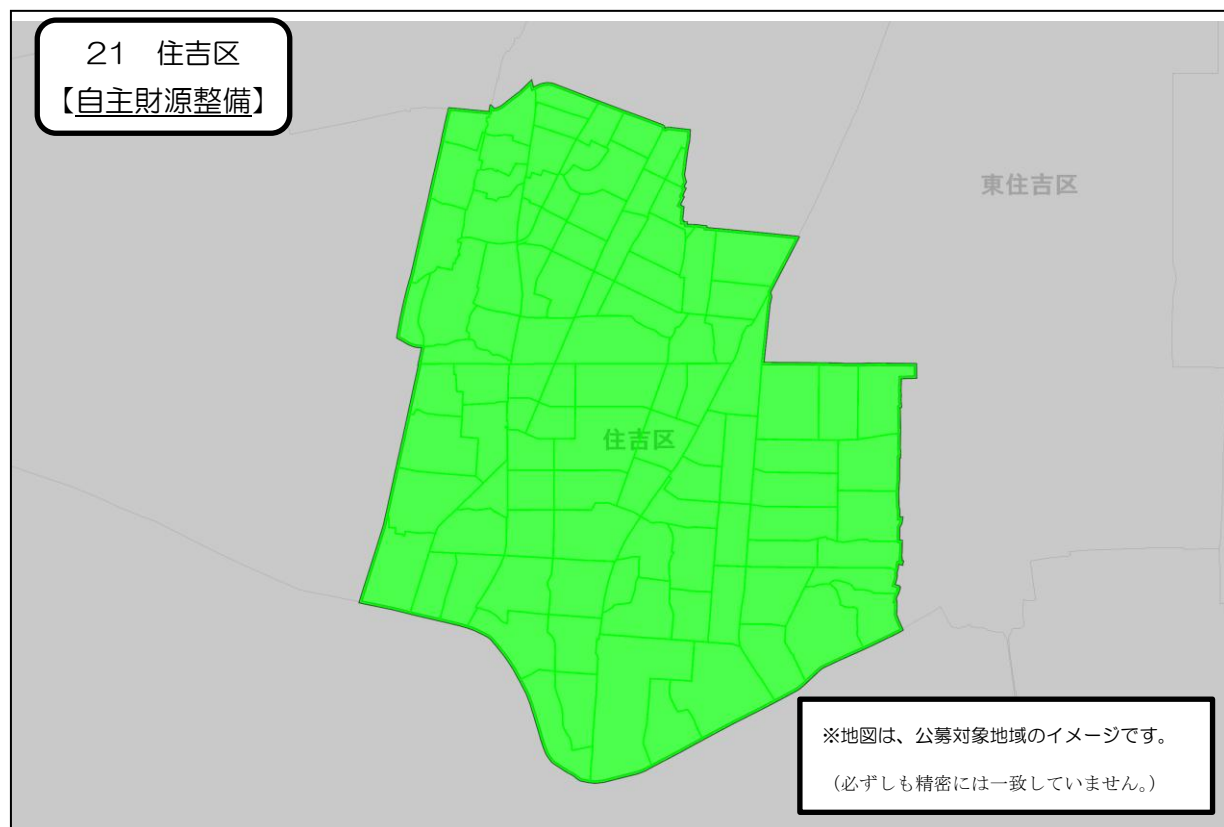 21　住吉区
【自主財源整備】
東住吉区
住吉区
※地図は、公募対象地域のイメージです。
（必ずしも精密には一致していません。）